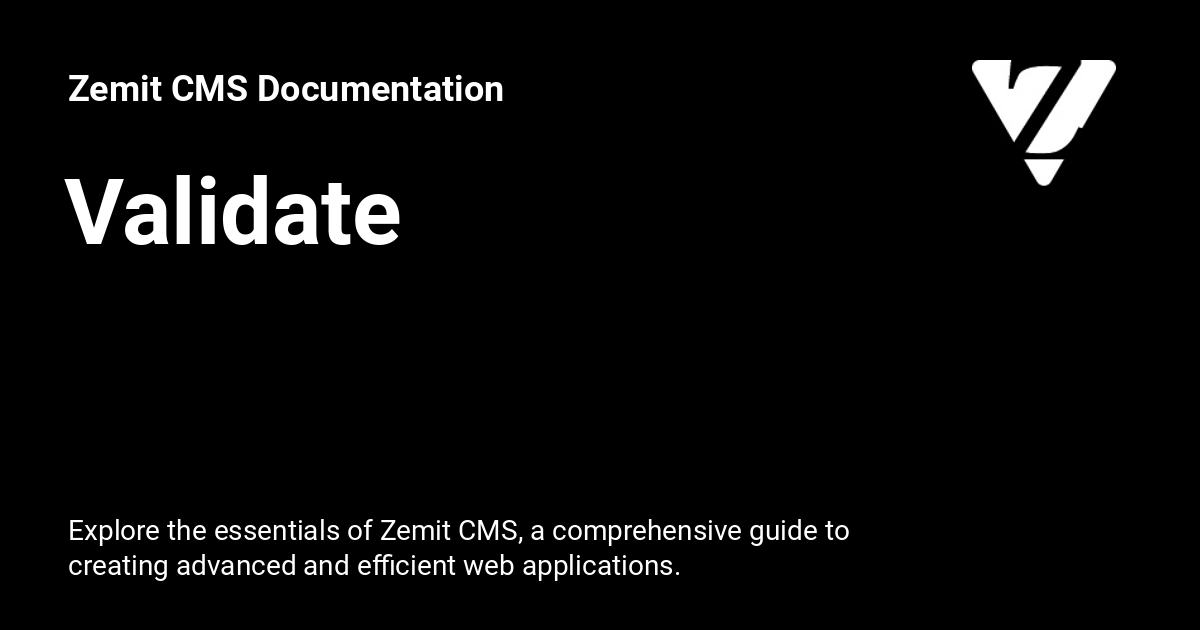 Zemit CMS Documentation
Validate
Explore the essentials of Zemit CMS, a comprehensive guide to
creating advanced and efficient web applications.